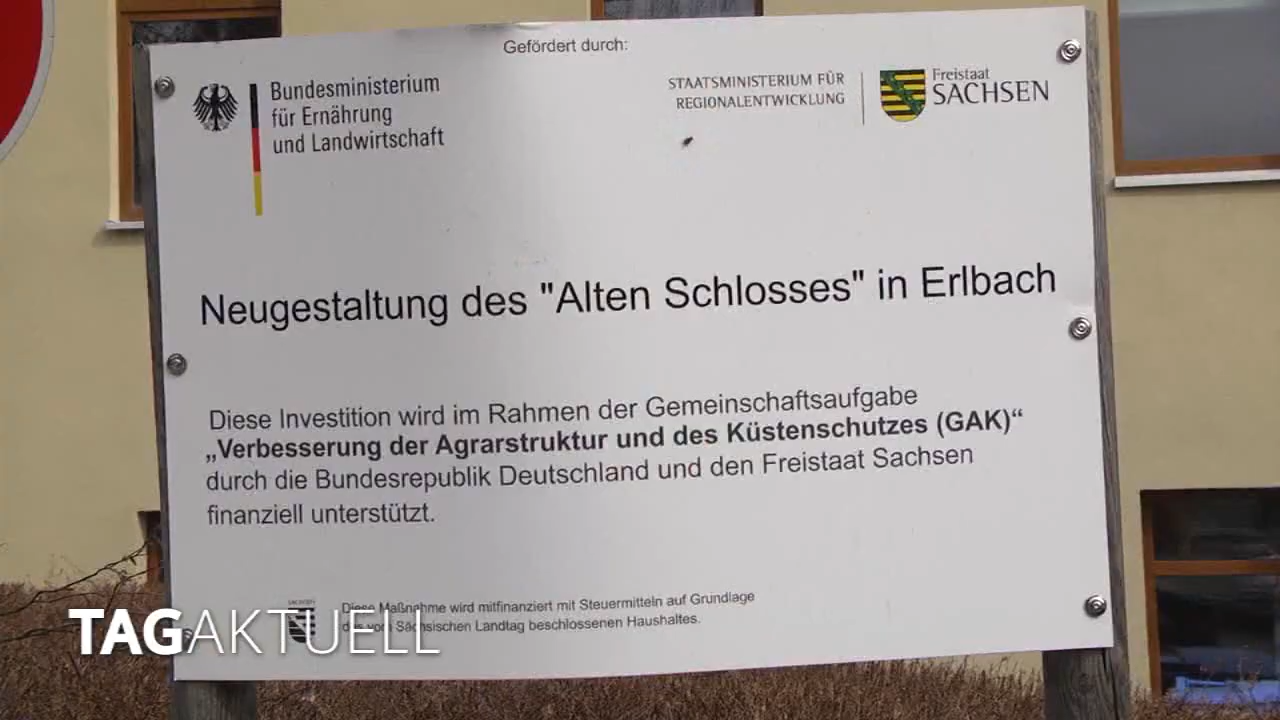 Gefördert durch:
Bundesministerium
für Ernährung
und Landwirtschaft
STAATSMINISTERIUM FÜR
REGIONALENTWICKLUNG
Freistaat
SACHSEN
Neugestaltung des "Alten Schlosses" in Erlbach
Diese Investition wird im Rahmen der Gemeinschaftsaufgabe
„Verbesserung der Agrarstruktur und des Küstenschutzes (GAK)“
durch die Bundesrepublik Deutschland und den Freistaat Sachsen
finanziell unterstützt.
Diese Maßnahme wird mitfinanziert mit Steuermitteln auf Grundlage
des vom Sächsischen Landtag beschlossenen Haushaltes.
TAGAKTUELL